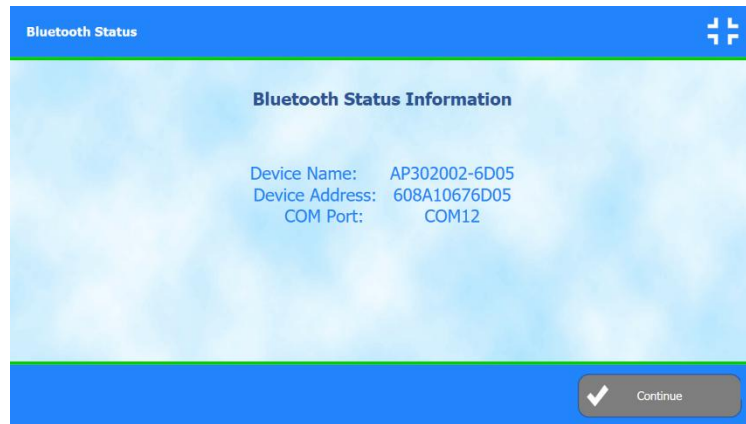 Bluetooth Status
Bluetooth Status Information
Device Name: AP302002-6D05
Device Address: 608A10676D05
COM Port: COM12
Continue